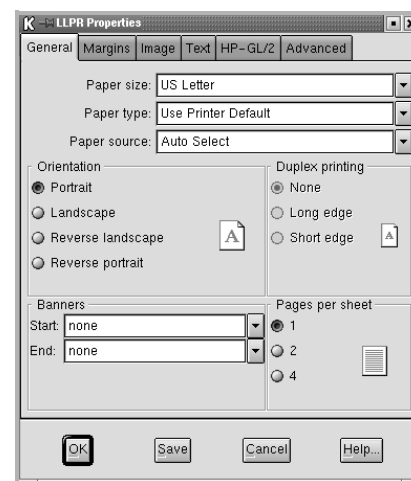 K LLPR Properties
General Margins Image Text HP-GL/2 Advanced
Paper size: US Letter
Paper type: Use Printer Default
Paper source: Auto Select
Orientation
Portrait
Landscape
Reverse landscape
Reverse portrait
A
Duplex printing
None
Long edge
Short edge
A
Banners
Start: none
End: none
Pages per sheet
1
2
4
OK Save Cancel Help...